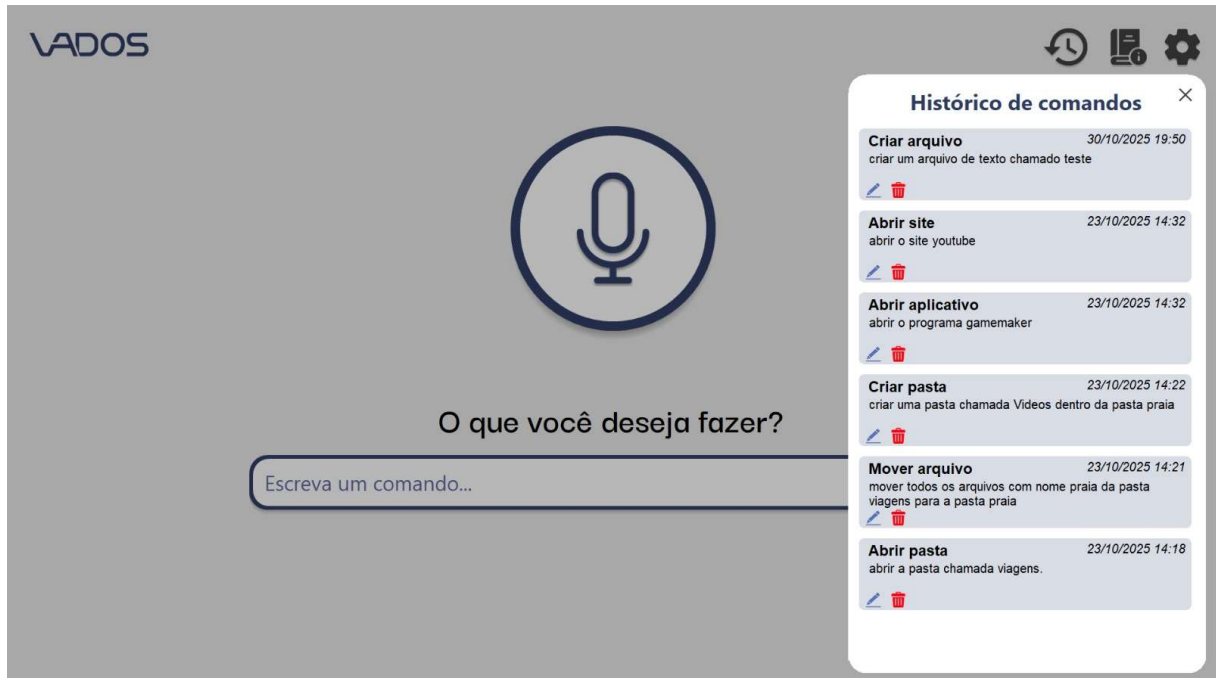 VADOS
O que você deseja fazer?
Escreva um comando...
Histórico de comandos
Criar arquivo 30/10/2025 19:50
criar um arquivo de texto chamado teste
Abrir site 23/10/2025 14:32
abrir o site youtube
Abrir aplicativo 23/10/2025 14:32
abrir o programa gamemaker
Criar pasta 23/10/2025 14:22
criar uma pasta chamada Videos dentro da pasta praia
Mover arquivo 23/10/2025 14:21
mover todos os arquivos com nome praia da pasta
viagens para a pasta praia
Abrir pasta 23/10/2025 14:18
abrir a pasta chamada viagens.